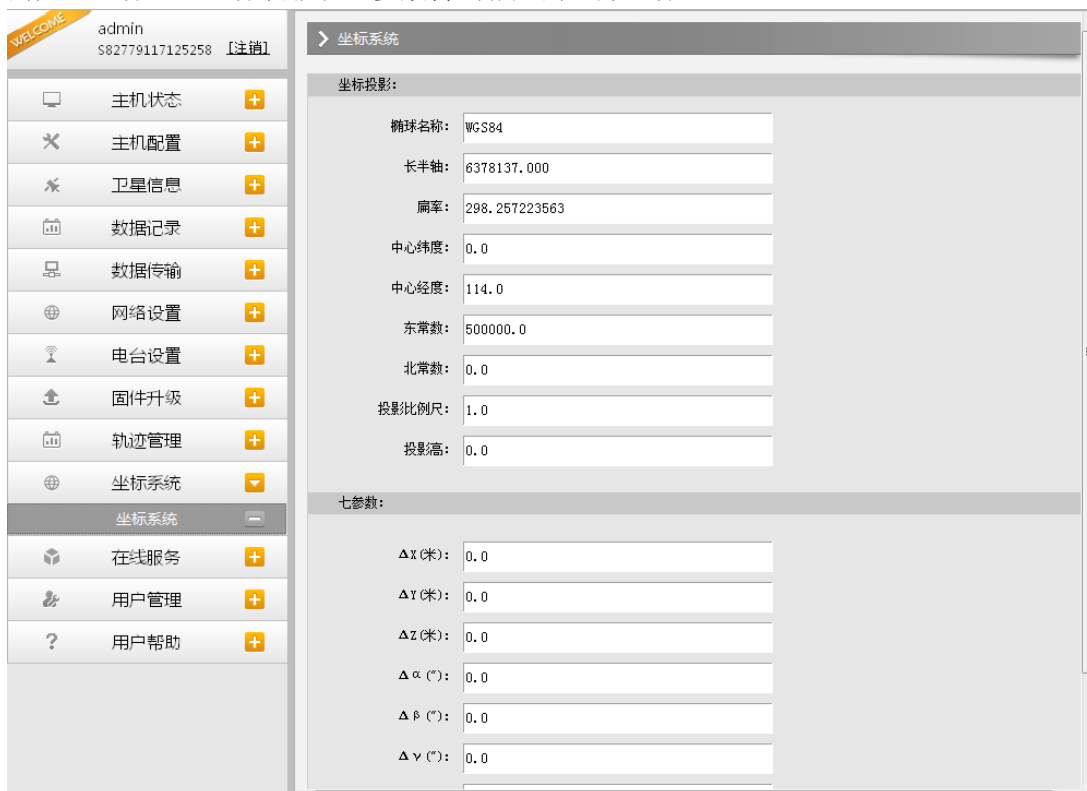 WELCOME
admin
S82779117125258 [注销]
主机状态
主机配置
卫星信息
数据记录
数据传输
网络设置
电台设置
固件升级
轨迹管理
坐标系统
坐标系统
在线服务
用户管理
用户帮助
坐标系统
坐标投影:
椭球名称: WGS84
长半轴: 6378137.000
扁率: 298.257223563
中心纬度: 0.0
中心经度: 114.0
东常数: 500000.0
北常数: 0.0
投影比例尺: 1.0
投影高: 0.0
七参数:
ΔX(米): 0.0
ΔY(米): 0.0
ΔZ(米): 0.0
Δα(″): 0.0
Δβ(″): 0.0
Δγ(″): 0.0